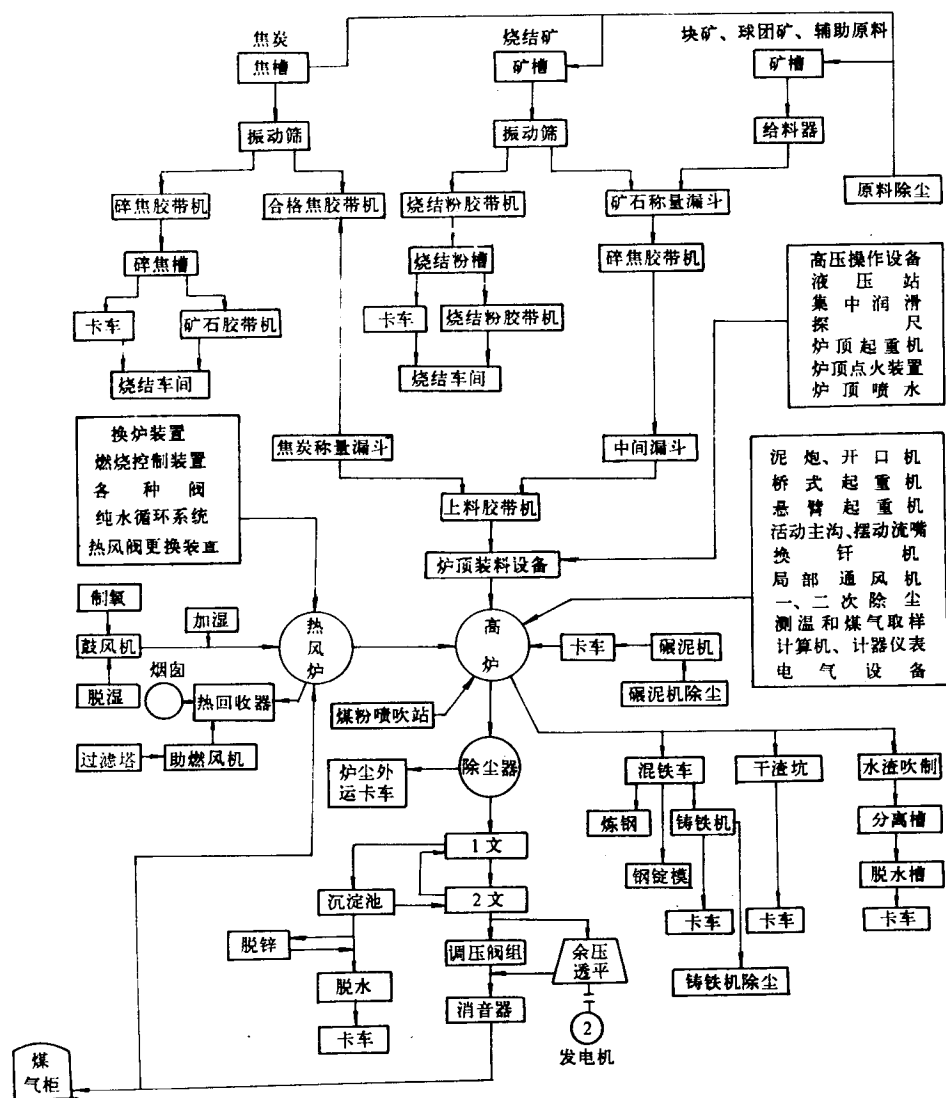 焦炭
焦槽
烧结矿
矿槽
块矿、球团矿、辅助原料
矿槽
振动筛
振动筛
给料器
原料除尘
碎焦胶带机
合格焦胶带机
烧结粉胶带机
矿石称量漏斗
碎焦槽
烧结粉槽
碎焦胶带机
卡车
矿石胶带机
卡车
烧结粉胶带机
烧结车间
烧结车间
高压操作设备
液压站
集中润滑
探尺
炉顶起重机
炉顶点火装置
炉顶喷水
换炉装置
燃烧控制装置
各种阀
纯水循环系统
热风阀更换装直
焦炭称量漏斗
中间漏斗
上料胶带机
炉顶装料设备
泥炮、开口机
桥式起重机
悬臂起重机
活动主沟、摆动流嘴
换钎机
局部通风机
一、二次除尘
测温和煤气取样
计算机、计器仪表
电气设备
制氧
加湿
鼓风机
脱湿
烟囱
热回收器
过滤塔
助燃风机
热风炉
高炉
卡车
碾泥机
碾泥机除尘
煤粉喷吹站
炉尘外
运卡车
除尘器
混铁车
干渣坑
水渣吹制
炼钢
铸铁机
分离槽
钢锭模
脱水槽
卡车
卡车
卡车
铸铁机除尘
1文
2文
沉淀池
脱锌
脱水
卡车
调压阀组
余压
透平
消音器
2
发电机
煤
气柜